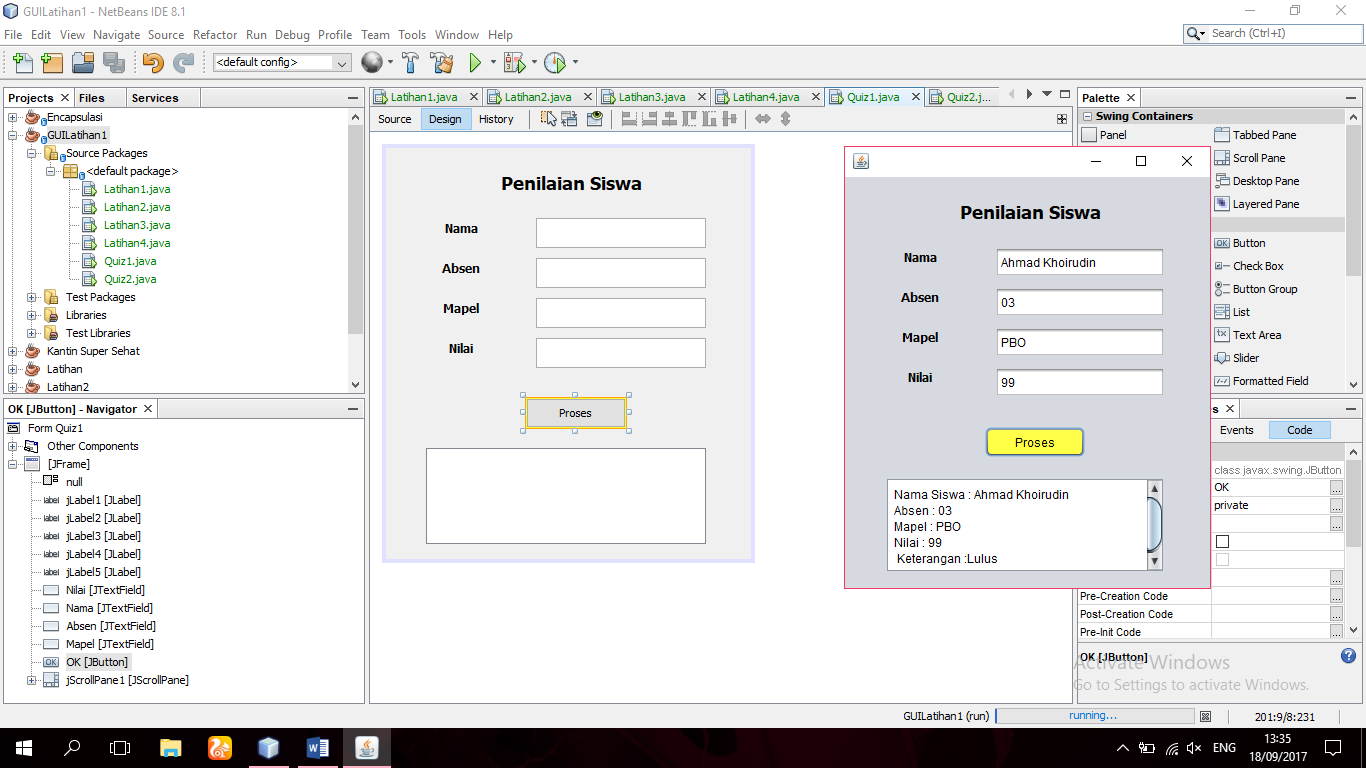 GUILatihan1 - NetBeans IDE 8.1
File Edit View Navigate Source Refactor Run Debug Profile Team Tools Window Help
Search (Ctrl+I)
<default config>
Projects Files Services
Encapsulasi
GUILatihan1
Source Packages
<default package>
Latihan1.java
Latihan2.java
Latihan3.java
Latihan4.java
Quiz1.java
Quiz2.java
Test Packages
Libraries
Test Libraries
Kantin Super Sehat
Latihan
Latihan2
OK [JButton] - Navigator
Form Quiz1
Other Components
[JFrame]
null
jLabel1 [JLabel]
jLabel2 [JLabel]
jLabel3 [JLabel]
jLabel4 [JLabel]
jLabel5 [JLabel]
Nilai [JTextField]
Nama [JTextField]
Absen [JTextField]
Mapel [JTextField]
OK [JButton]
jScrollPane1 [JScrollPane]
Latihan1.java Latihan2.java Latihan3.java Latihan4.java Quiz1.java Quiz2.j...
Source Design History
Penilaian Siswa
Nama
Absen
Mapel
Nilai
Proses
Penilaian Siswa
Nama Ahmad Khoirudin
Absen 03
Mapel PBO
Nilai 99
Proses
Nama Siswa : Ahmad Khoirudin
Absen : 03
Mapel : PBO
Nilai : 99
Keterangan :Lulus
Palette
Swing Containers
Panel Tabbed Pane
Scroll Pane
Desktop Pane
Layered Pane
OK Button
Check Box
Button Group
List
Text Area
Slider
Formatted Field
s
Events Code
class javax.swing.JButton
OK ...
private ...
Pre-Creation Code ...
Post-Creation Code ...
Pre-Init Code ...
OK [JButton]
Activate Windows
Go to Settings to activate Windows.
GUILatihan1 (run) running... 201:9/8:231
ENG
13:35
18/09/2017